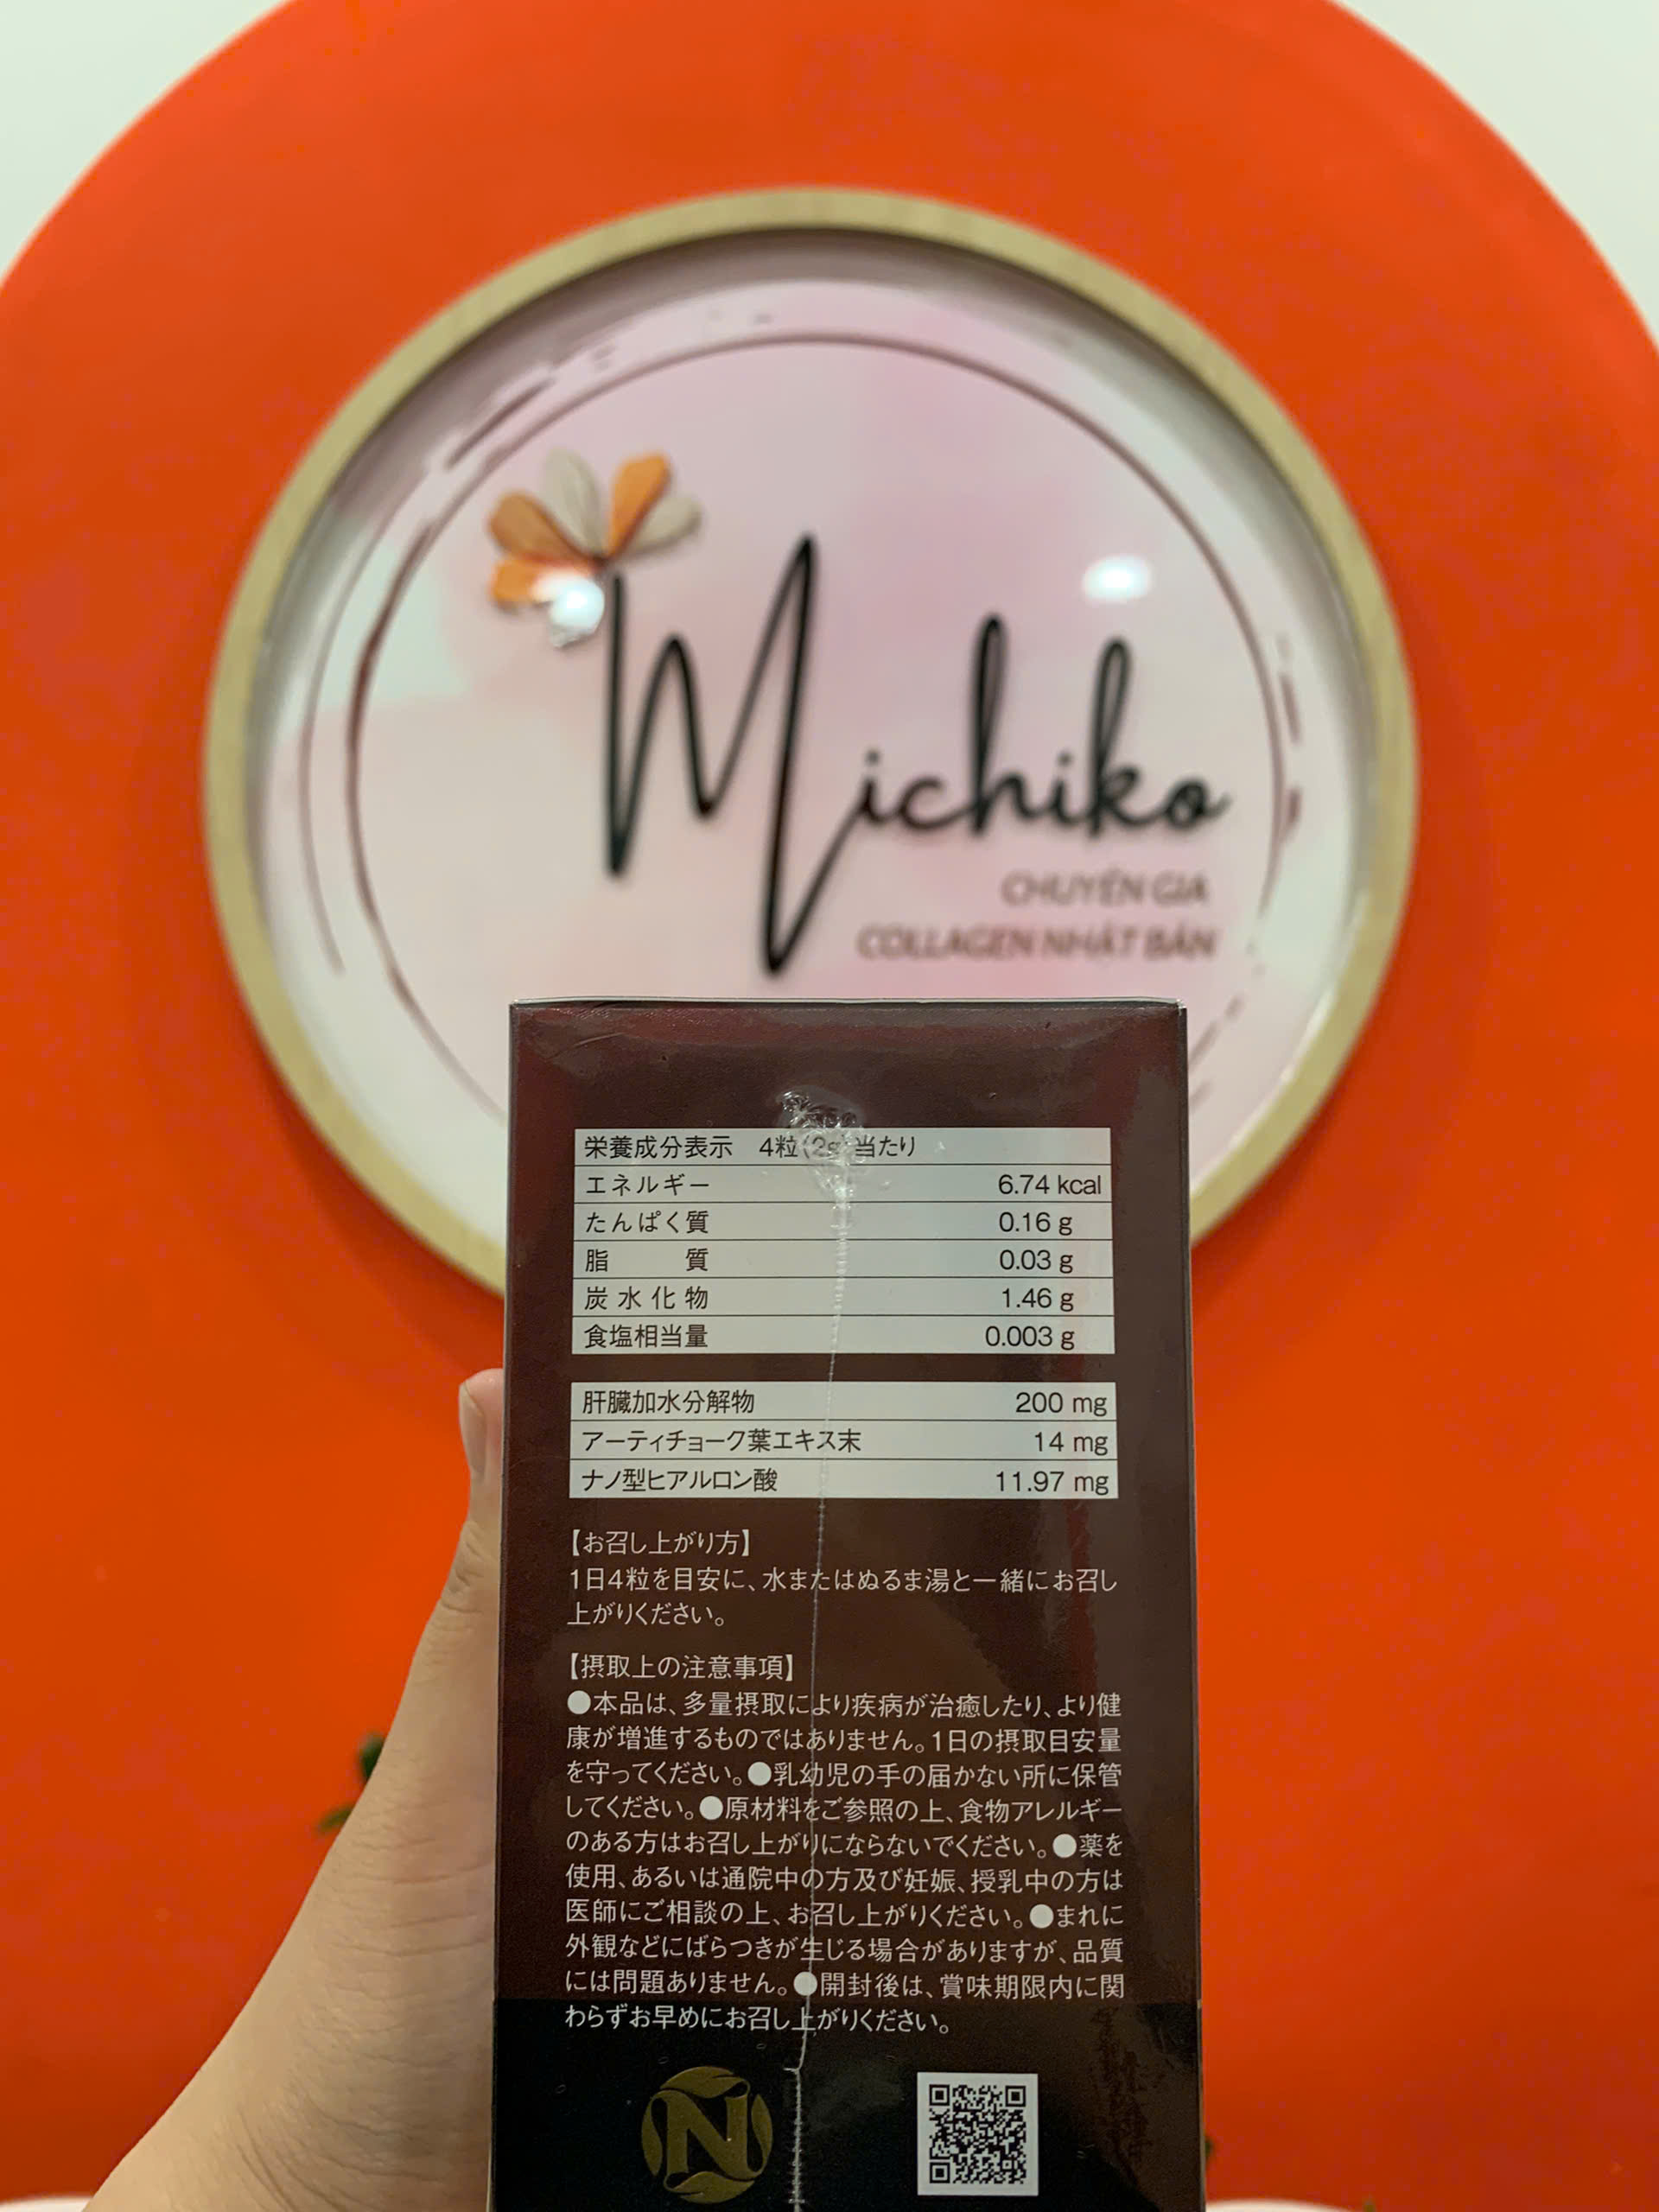 Michiko
CHUYÊN GIA
COLLAGEN NHẬT BẢN
栄養成分表示 4粒(2g)当たり
エネルギー 6.74 kcal
たんぱく質 0.16 g
脂質 0.03 g
炭水化物 1.46 g
食塩相当量 0.003 g
肝臓加水分解物 200 mg
アーティチョーク葉エキス末 14 mg
ナノ型ヒアルロン酸 11.97 mg
【お召し上がり方】
1日4粒を目安に、水またはぬるま湯と一緒にお召し
上がりください。
【摂取上の注意事項】
●本品は、多量摂取により疾病が治癒したり、より健
康が増進するものではありません。1日の摂取目安量
を守ってください。●乳幼児の手の届かない所に保管
してください。●原材料をご参照の上、食物アレルギー
のある方はお召し上がりにならないでください。●薬を
使用、あるいは通院中の方及び妊娠、授乳中の方は
医師にご相談の上、お召し上がりください。●まれに
外観などにばらつきが生じる場合がありますが、品質
には問題ありません。●開封後は、賞味期限内に関
わらずお早めにお召し上がりください。
N